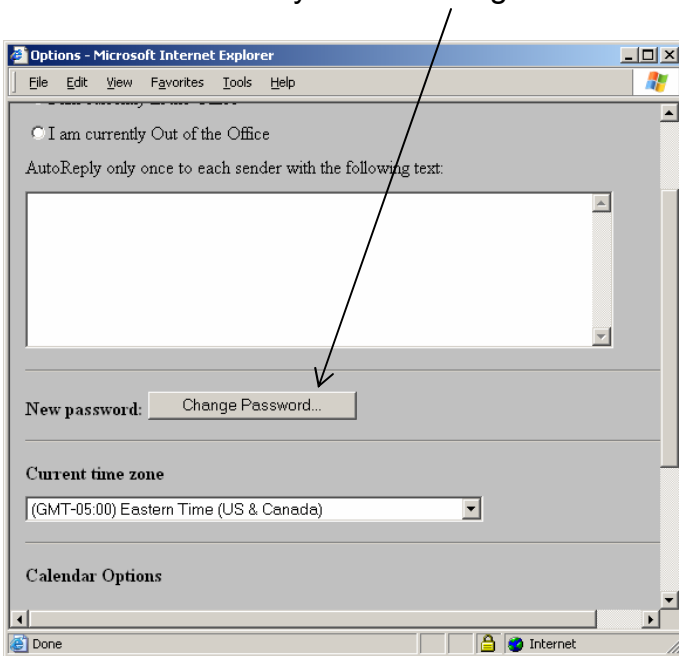 Options - Microsoft Internet Explorer
File Edit View Favorites Tools Help
I am currently Out of the Office
AutoReply only once to each sender with the following text:
New password: Change Password...
Current time zone
(GMT-05:00) Eastern Time (US & Canada)
Calendar Options
Done Internet